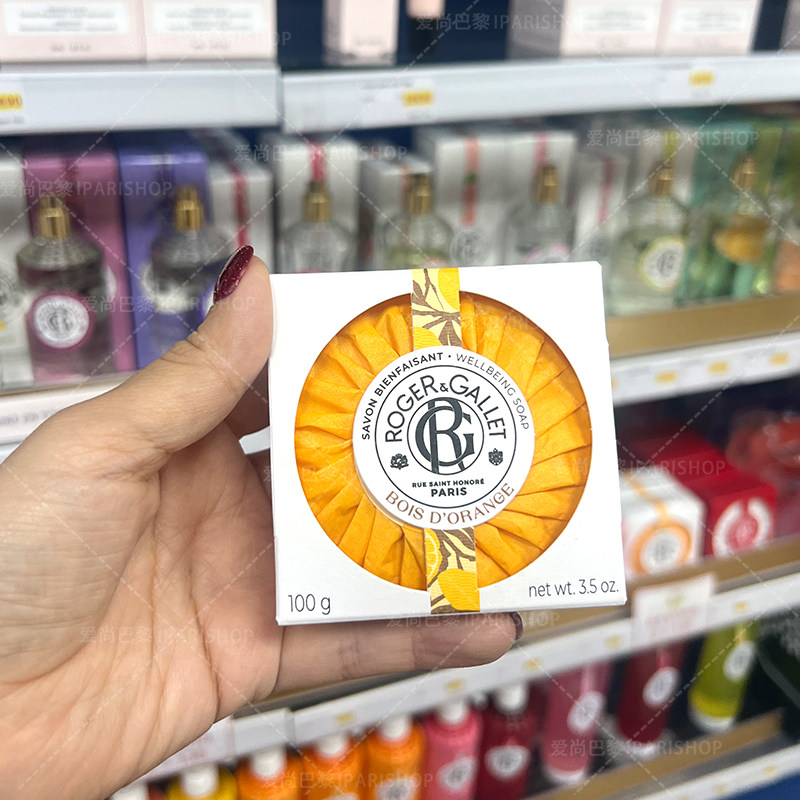 SAVON BIENFAISANT • WELLBEING SOAP
ROGER & GALLET
RG
RUE SAINT HONORÉ
PARIS
BOIS D'ORANGE
100 g
net wt. 3.5 oz.
爱尚巴黎 IPARISHOP